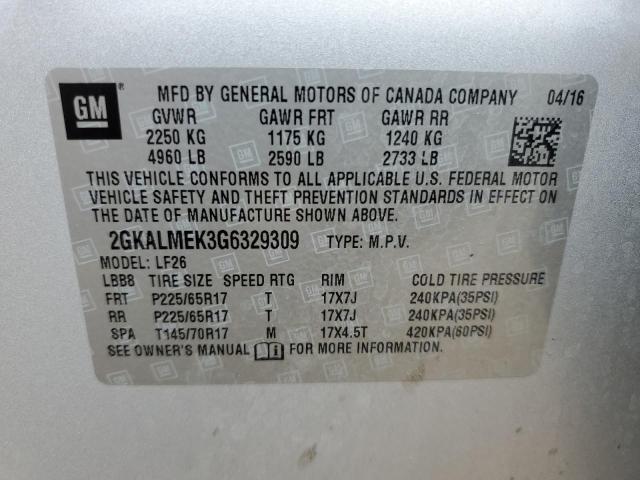 GM
MFD BY GENERAL MOTORS OF CANADA COMPANY 04/16
GVWR GAWR FRT GAWR RR
2250 KG 1175 KG 1240 KG
4960 LB 2590 LB 2733 LB
THIS VEHICLE CONFORMS TO ALL APPLICABLE U.S. FEDERAL MOTOR
VEHICLE SAFETY AND THEFT PREVENTION STANDARDS IN EFFECT ON
THE DATE OF MANUFACTURE SHOWN ABOVE.
2GKALMEK3G6329309 TYPE: M.P.V.
MODEL: LF26
LBB8 TIRE SIZE SPEED RTG RIM COLD TIRE PRESSURE
FRT P225/65R17 T 17X7J 240KPA(35PSI)
RR P225/65R17 T 17X7J 240KPA(35PSI)
SPA T145/70R17 M 17X4.5T 420KPA(60PSI)
SEE OWNER'S MANUAL FOR MORE INFORMATION.